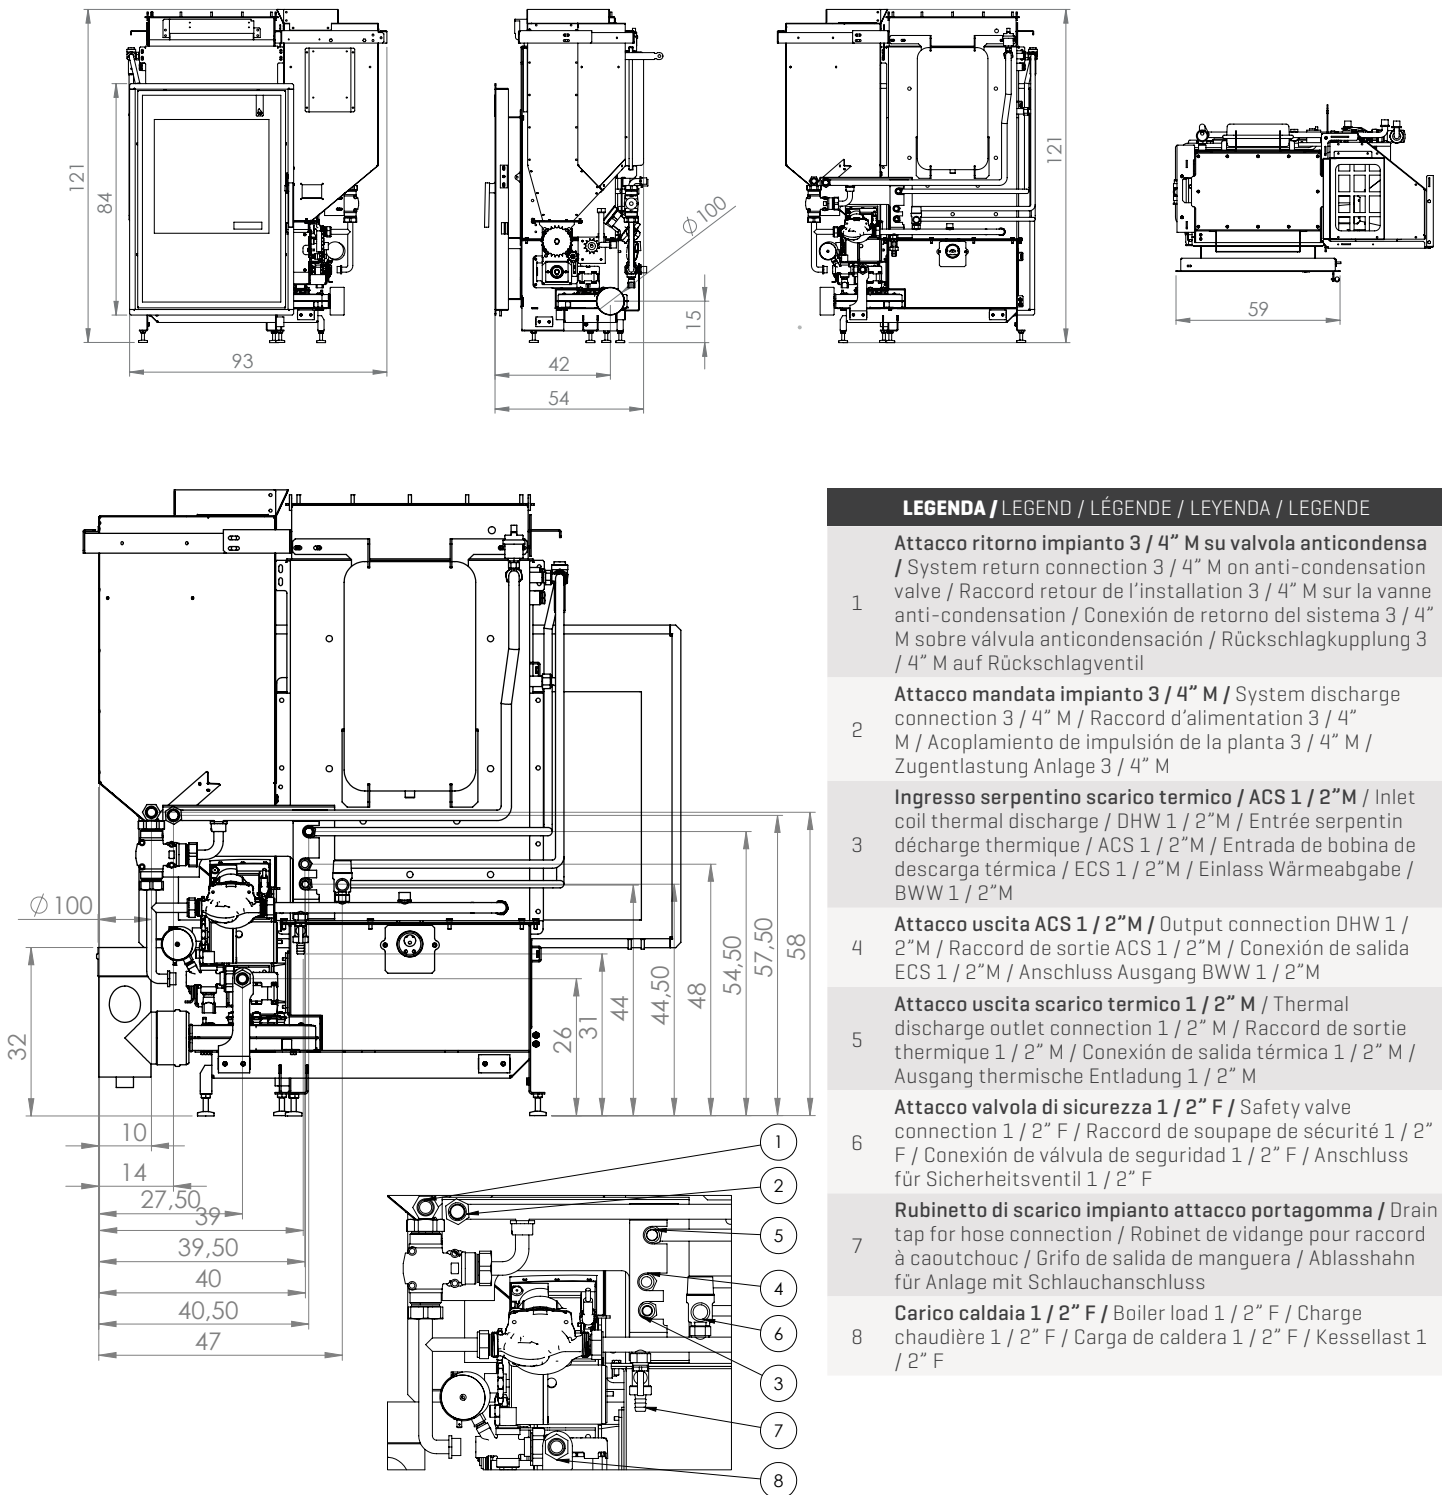 121
84
93
Ø 100
15
42
54
121
59
LEGENDA / LEGEND / LÉGENDE / LEYENDA / LEGENDE
1
Attacco ritorno impianto 3 / 4” M su valvola anticondensa
/ System return connection 3 / 4” M on anti-condensation
valve / Raccord retour de l’installation 3 / 4” M sur la vanne
anti-condensation / Conexión de retorno del sistema 3 / 4”
M sobre válvula anticondensación / Rückschlagkupplung 3
/ 4” M auf Rückschlagventil
2
Attacco mandata impianto 3 / 4” M / System discharge
connection 3 / 4” M / Raccord d’alimentation 3 / 4”
M / Acoplamiento de impulsión de la planta 3 / 4” M /
Zugentlastung Anlage 3 / 4” M
3
Ingresso serpentino scarico termico / ACS 1 / 2”M / Inlet
coil thermal discharge / DHW 1 / 2”M / Entrée serpentin
décharge thermique / ACS 1 / 2”M / Entrada de bobina de
descarga térmica / ECS 1 / 2”M / Einlass Wärmeabgabe /
BWW 1 / 2”M
4
Attacco uscita ACS 1 / 2”M / Output connection DHW 1 /
2”M / Raccord de sortie ACS 1 / 2”M / Conexión de salida
ECS 1 / 2”M / Anschluss Ausgang BWW 1 / 2”M
5
Attacco uscita scarico termico 1 / 2” M / Thermal
discharge outlet connection 1 / 2” M / Raccord de sortie
thermique 1 / 2” M / Conexión de salida térmica 1 / 2” M /
Ausgang thermische Entladung 1 / 2” M
6
Attacco valvola di sicurezza 1 / 2” F / Safety valve
connection 1 / 2” F / Raccord de soupape de sécurité 1 / 2”
F / Conexión de válvula de seguridad 1 / 2” F / Anschluss
für Sicherheitsventil 1 / 2” F
7
Rubinetto di scarico impianto attacco portagomma / Drain
tap for hose connection / Robinet de vidange pour raccord
à caoutchouc / Grifo de salida de manguera / Ablasshahn
für Anlage mit Schlauchanschluss
8
Carico caldaia 1 / 2” F / Boiler load 1 / 2” F / Charge
chaudière 1 / 2” F / Carga de caldera 1 / 2” F / Kessellast 1
/ 2” F
Ø 100
32
26
31
44
44,50
48
54,50
57,50
58
10
14
27,50
39
39,50
40
40,50
47
1
2
5
4
6
3
7
8